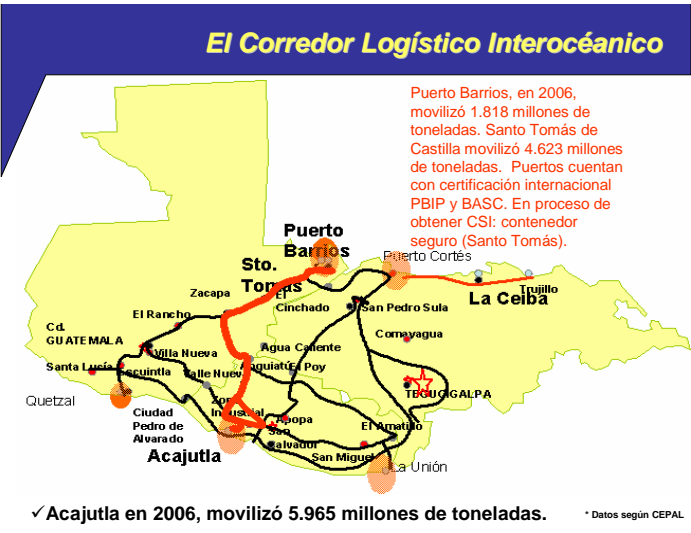 El Corredor Logístico Interocéanico
Puerto Barrios, en 2006,
movilizó 1.818 millones de
toneladas. Santo Tomás de
Castilla movilizó 4.623 millones
de toneladas.  Puertos cuentan
con certificación internacional
PBIP y BASC. En proceso de
obtener CSI: contenedor
seguro (Santo Tomás).
Puerto
Barrios
Puerto Cortés
Sto.
Tomás
Zacapa
El
Cinchado
San Pedro Sula
La Ceiba
Trujillo
El Rancho
Cd.
GUATEMALA
Villa Nueva
Agua Caliente
Comayagua
Santa Lucía
Escuintla
Valle Nuevo
Anguiatú
El Poy
TEGUCIGALPA
Quetzal
Ciudad
Pedro de
Alvarado
Zona
Industrial
Apopa
San
Salvador
El Amatillo
Acajutla
San Miguel
La Unión
✓Acajutla en 2006, movilizó 5.965 millones de toneladas.
* Datos según CEPAL